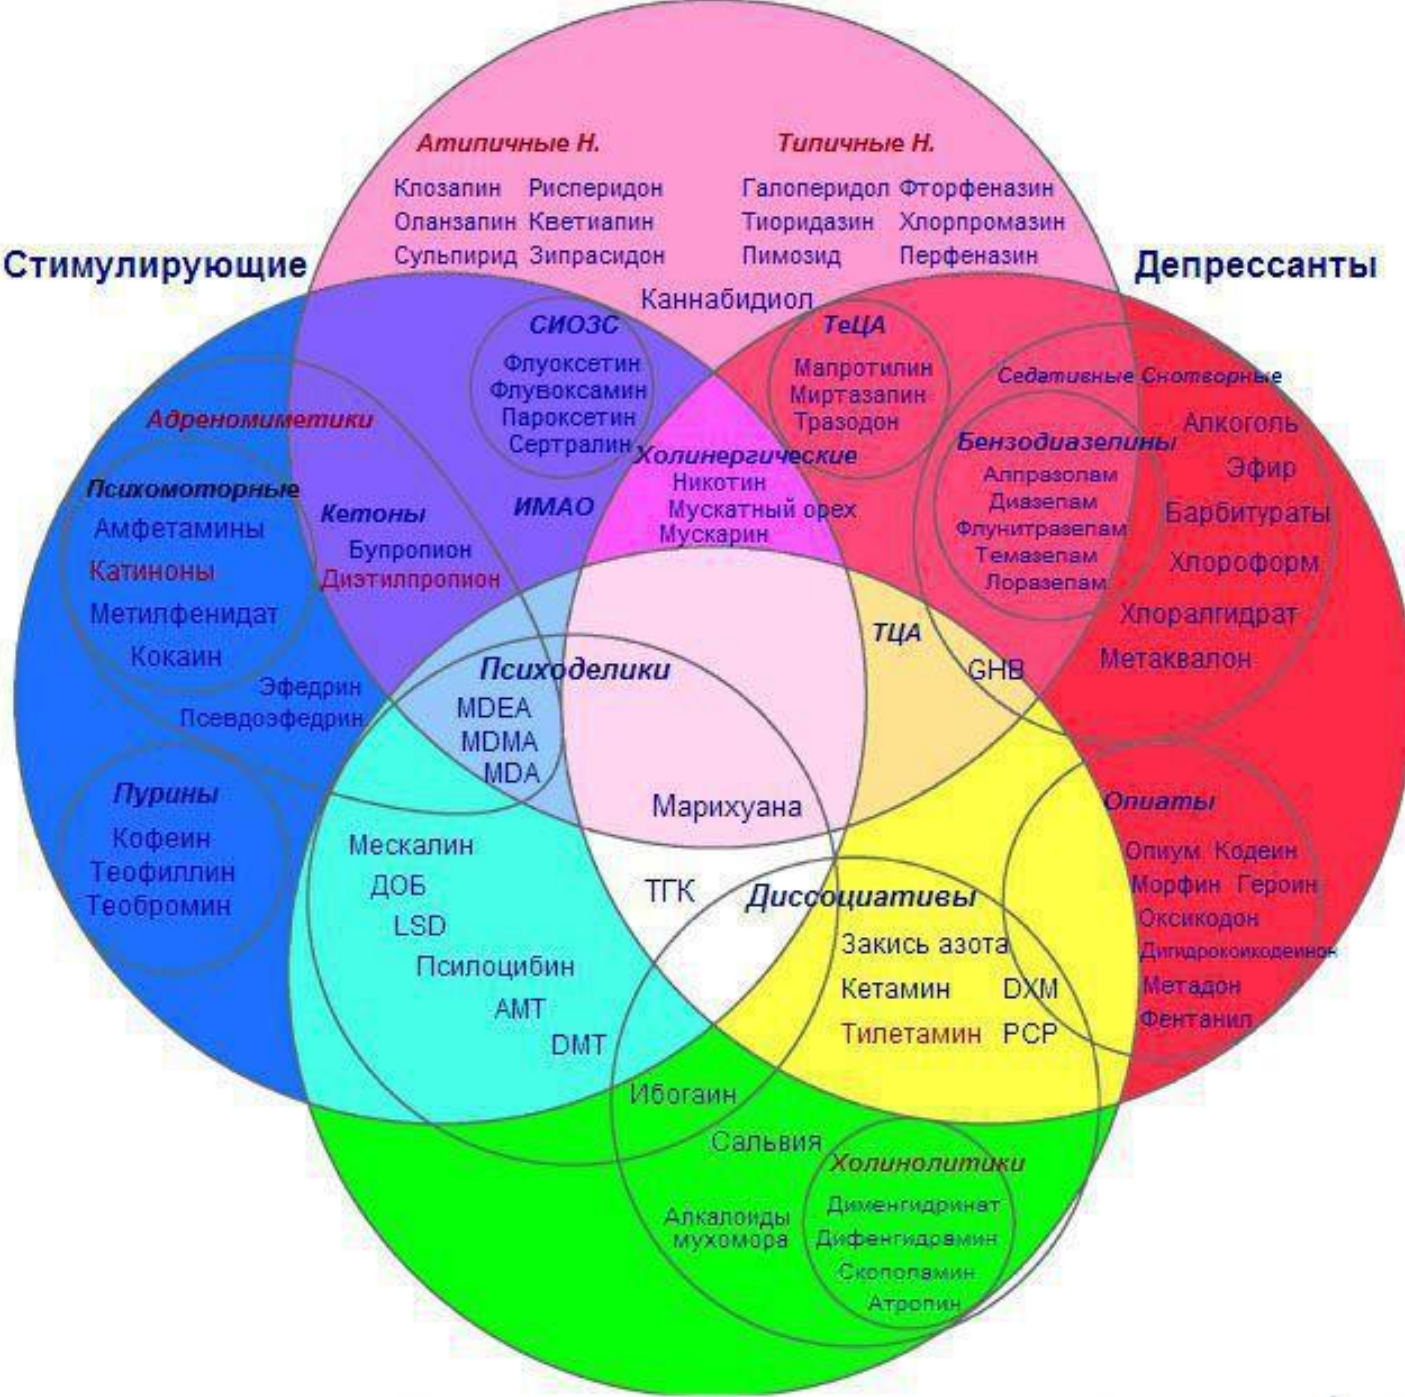 Атипичные Н.
Типичные Н.
Клозапин Рисперидон
Галоперидол Фторфеназин
Оланзапин Кветиапин
Тиоридазин Хлорпромазин
Сульпирид Зипрасидон
Пимозид Перфеназин
Стимулирующие
Депрессанты
Каннабидиол
СИОЗС
Флуоксетин
Флувоксамин
Пароксетин
Сертралин
ТеЦА
Мапротилин
Миртазапин
Тразодон
Седативные Снотворные
Алкоголь
Эфир
Барбитураты
Хлороформ
Хлоралгидрат
Метаквалон
Бензодиазепины
Алпразолам
Диазепам
Флунитразепам
Темазепам
Лоразепам
Адреномиметики
Психомоторные
Амфетамины
Катиноны
Метилфенидат
Кокаин
Эфедрин
Псевдоэфедрин
Кетоны
Бупропион
Диэтилпропион
ИМАО
Холинергические
Никотин
Мускатный орех
Мускарин
ТЦА
GHB
Психоделики
MDEA
MDMA
MDA
Марихуана
Пурины
Кофеин
Теофиллин
Теобромин
Мескалин
ДОБ
LSD
Псилоцибин
АМТ
DMT
ТГК
Диссоциативы
Закись азота
Кетамин DXM
Тилетамин PCP
Опиаты
Опиум Кодеин
Морфин Героин
Оксикодон
Дигидрокоикодеинон
Метадон
Фентанил
Ибогаин
Сальвия
Холинолитики
Дименгидринат
Дифенгидрамин
Скополамин
Атропин
Алкалоиды
мухомора